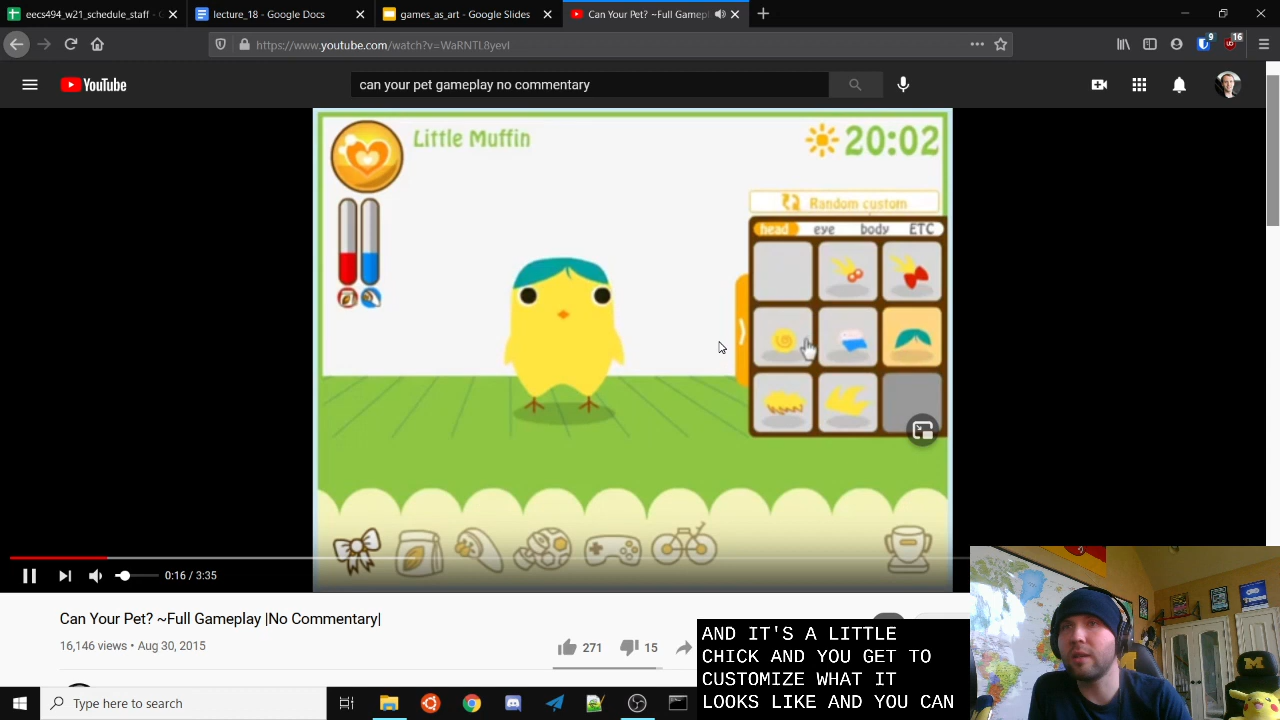 eecs494_w21_schedule_staff - G
lecture_18 - Google Docs
games_as_art - Google Slides
Can Your Pet? ~Full Gamepl
https://www.youtube.com/watch?v=WaRNTL8yevI
9
16
YouTube
can your pet gameplay no commentary
Little Muffin
20:02
Random custom
head eye body ETC
0:16 / 3:35
Can Your Pet? ~Full Gameplay |No Commentary|
16,146 views • Aug 30, 2015
271
15
AND IT'S A LITTLE
CHICK AND YOU GET TO
CUSTOMIZE WHAT IT
LOOKS LIKE AND YOU CAN
Type here to search
M